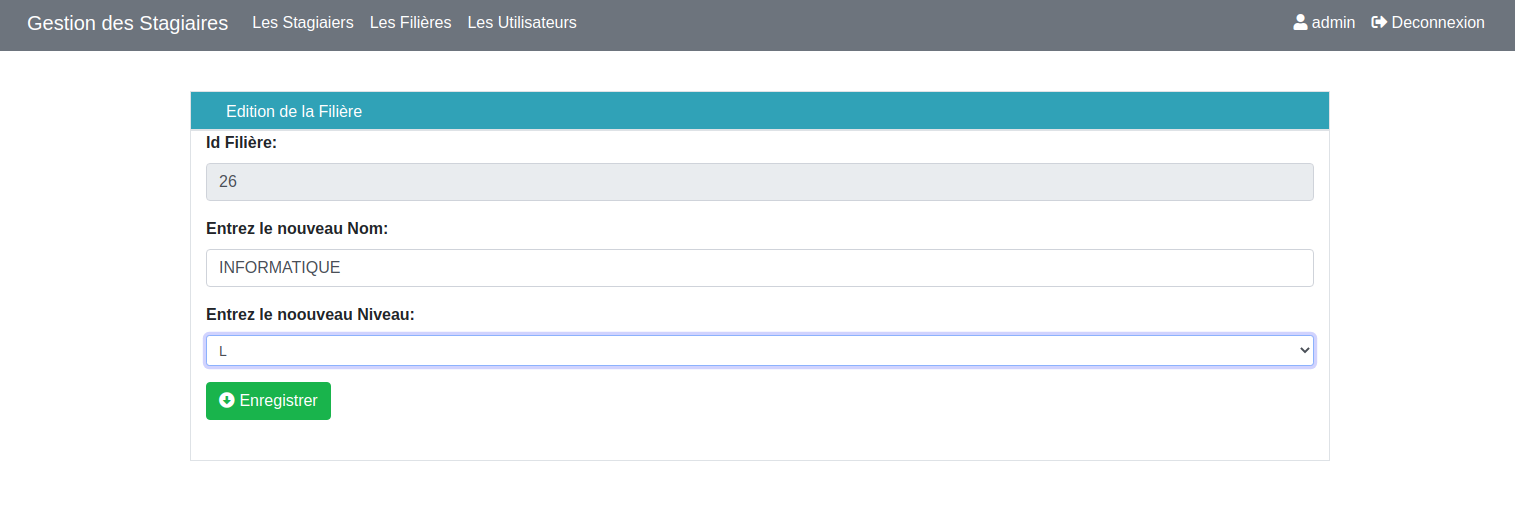 Gestion des Stagiaires Les Stagiaiers Les Filières Les Utilisateurs admin Deconnexion
Edition de la Filière
Id Filière:
26
Entrez le nouveau Nom:
INFORMATIQUE
Entrez le noouveau Niveau:
L
Enregistrer